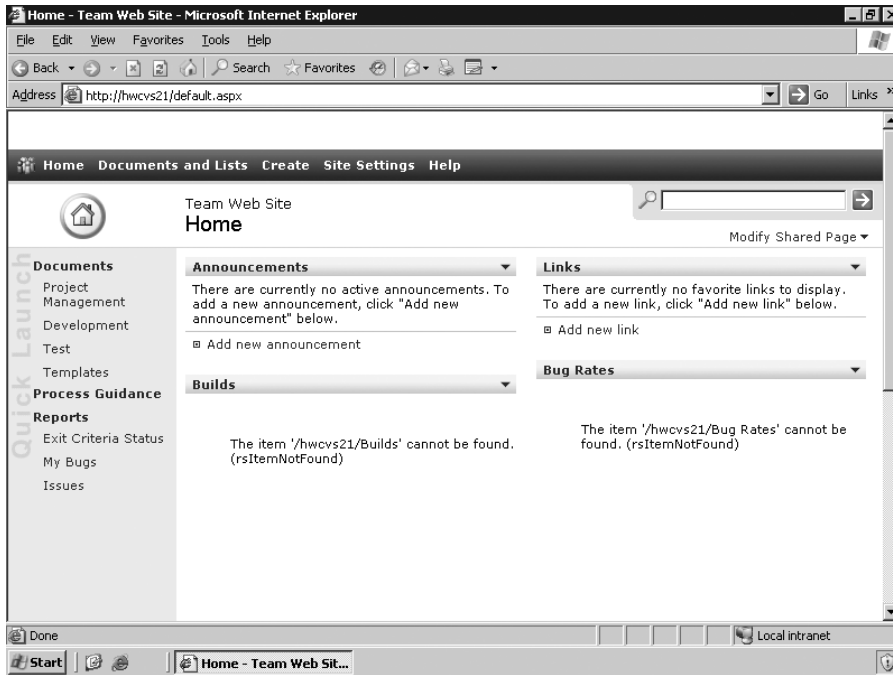 Home - Team Web Site - Microsoft Internet Explorer
File Edit View Favorites Tools Help
Back Search Favorites
Address http://hwcvs21/default.aspx Go Links »
Home Documents and Lists Create Site Settings Help
Team Web Site
Home
Modify Shared Page
Quick Launch
Documents
Project
Management
Development
Test
Templates
Process Guidance
Reports
Exit Criteria Status
My Bugs
Issues
Announcements
There are currently no active announcements. To
add a new announcement, click "Add new
announcement" below.
Add new announcement
Builds
The item '/hwcvs21/Builds' cannot be found.
(rsItemNotFound)
Links
There are currently no favorite links to display.
To add a new link, click "Add new link" below.
Add new link
Bug Rates
The item '/hwcvs21/Bug Rates' cannot be
found. (rsItemNotFound)
Done Local intranet
Start Home - Team Web Sit...